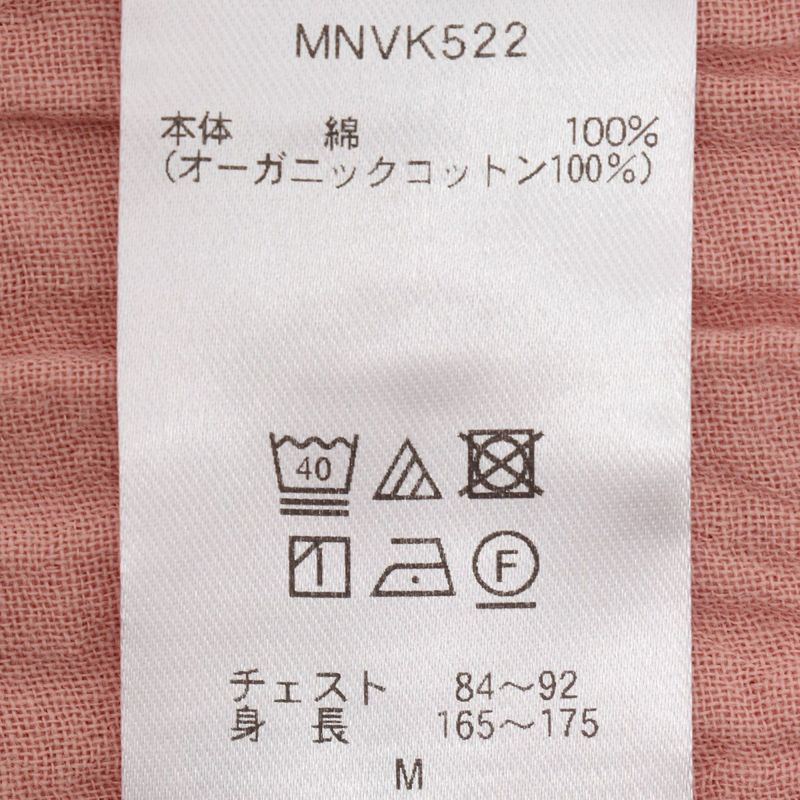 MNVK522
本体 綿 100%
(オーガニックコットン100%)
40
F
チェスト 84〜92
身長 165〜175
M